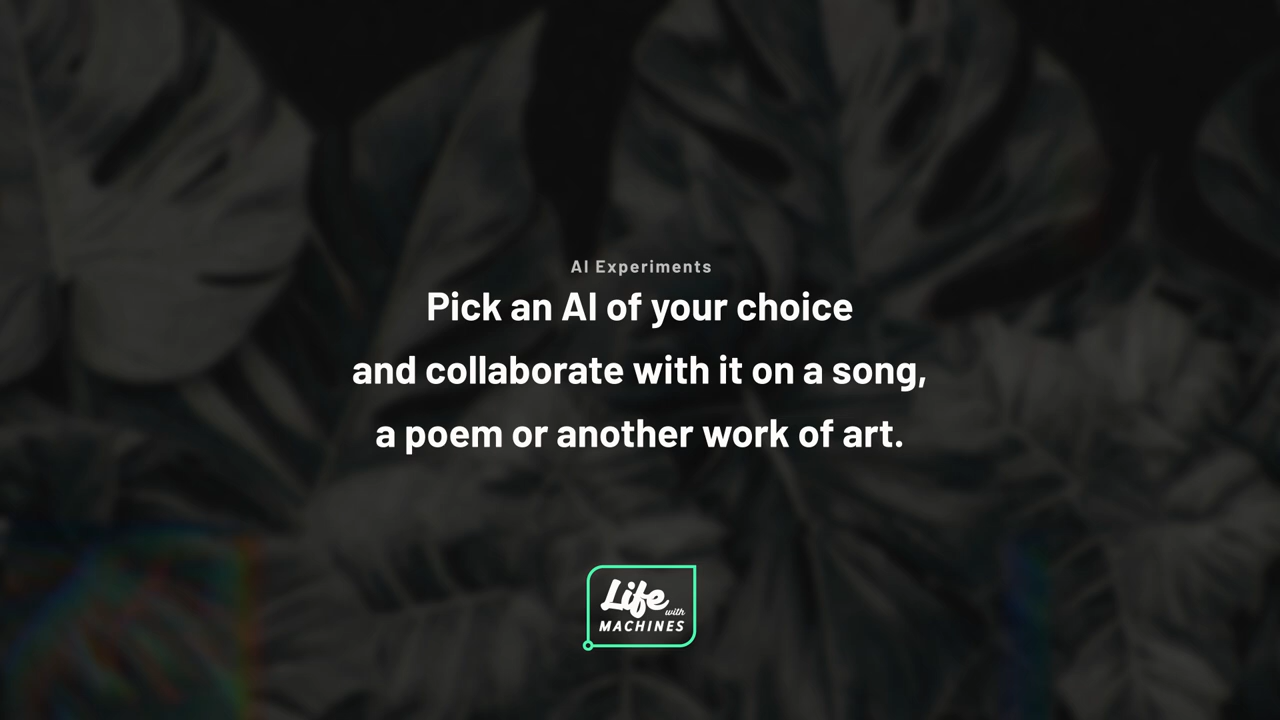 AI Experiments
Pick an AI of your choice
and collaborate with it on a song,
a poem or another work of art.
Life with
MACHINES